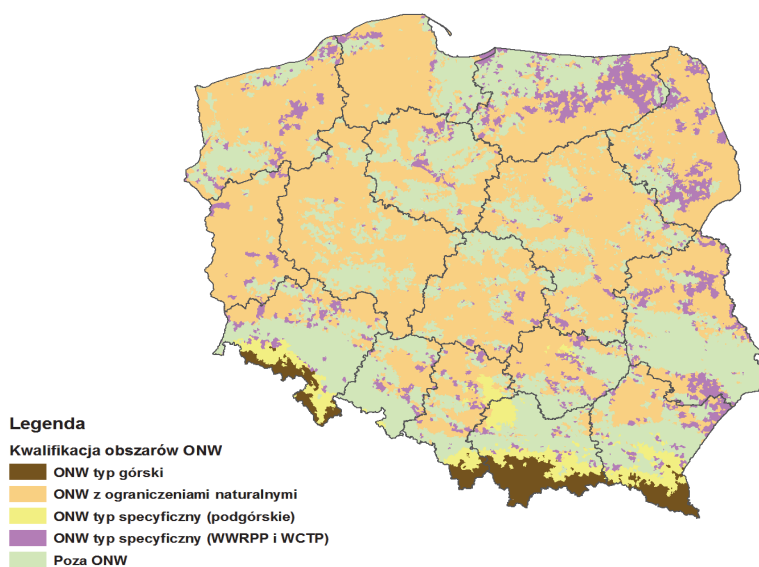 Legenda
Kwalifikacja obszarów ONW
ONW typ górski
ONW z ograniczeniami naturalnymi
ONW typ specyficzny (podgórskie)
ONW typ specyficzny (WWRPP i WCTP)
Poza ONW